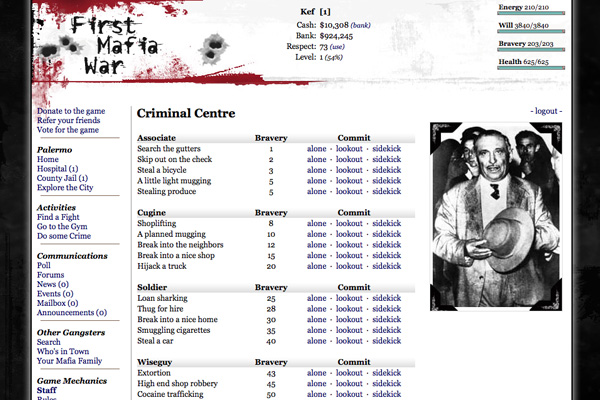 First
Mafia
War
Kef [1]
Cash: $10,308 (bank)
Bank: $924,245
Respect: 73 (use)
Level: 1 (54%)
Energy 210/210
Will 3840/3840
Bravery 203/203
Health 625/625
Donate to the game
Refer your friends
Vote for the game
Palermo
Home
Hospital (1)
County Jail (1)
Explore the City
Activities
Find a Fight
Go to the Gym
Do some Crime
Communications
Poll
Forums
News (0)
Events (0)
Mailbox (0)
Announcements (0)
Other Gangsters
Search
Who's in Town
Your Mafia Family
Game Mechanics
Staff
Rules
Criminal Centre
- logout -
Associate Bravery Commit
Search the gutters 1 alone · lookout · sidekick
Skip out on the check 2 alone · lookout · sidekick
Steal a bicycle 3 alone · lookout · sidekick
A little light mugging 5 alone · lookout · sidekick
Stealing produce 5 alone · lookout · sidekick
Cugine Bravery Commit
Shoplifting 8 alone · lookout · sidekick
A planned mugging 10 alone · lookout · sidekick
Break into the neighbors 12 alone · lookout · sidekick
Break into a nice shop 15 alone · lookout · sidekick
Hijack a truck 20 alone · lookout · sidekick
Soldier Bravery Commit
Loan sharking 25 alone · lookout · sidekick
Thug for hire 28 alone · lookout · sidekick
Break into a nice home 30 alone · lookout · sidekick
Smuggling cigarettes 35 alone · lookout · sidekick
Steal a car 40 alone · lookout · sidekick
Wiseguy Bravery Commit
Extortion 43 alone · lookout · sidekick
High end shop robbery 45 alone · lookout · sidekick
Cocaine trafficking 50 alone · lookout · sidekick